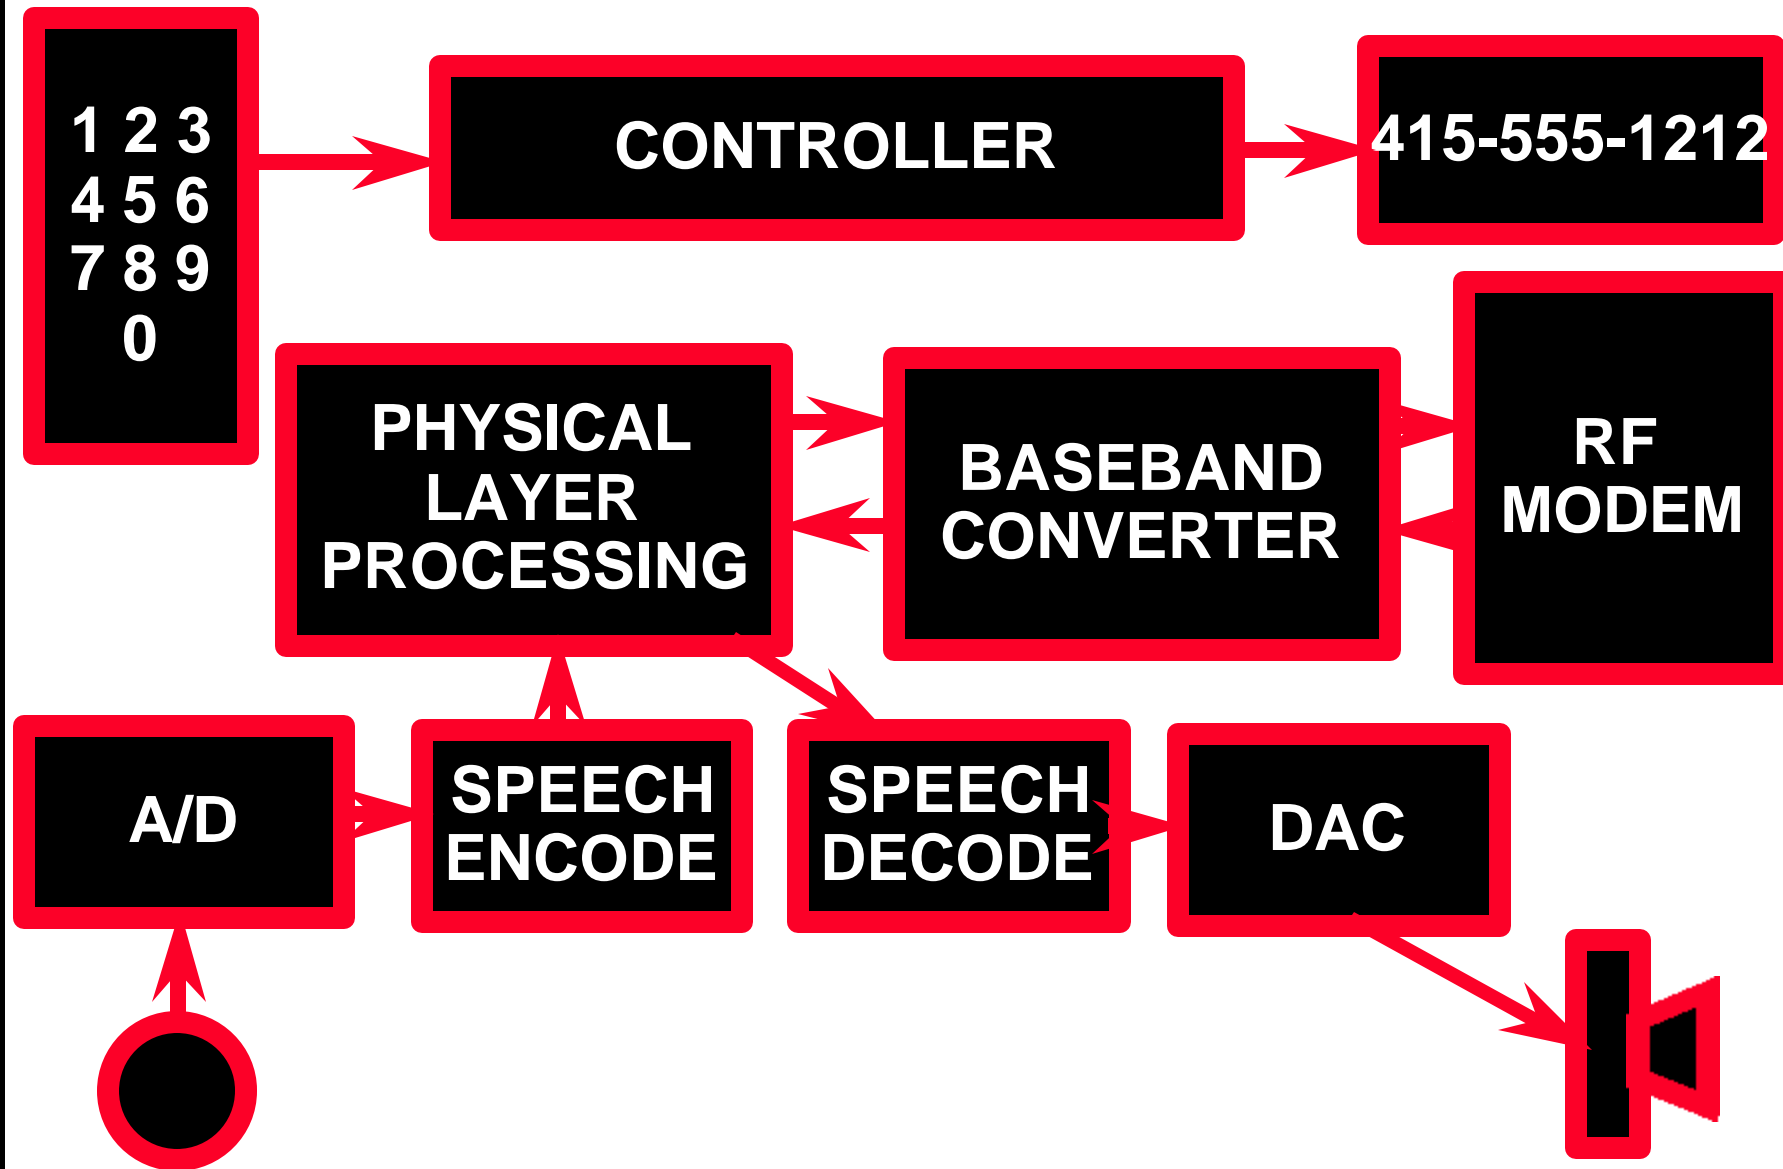 1 2 3
4 5 6
7 8 9
0
CONTROLLER
415-555-1212
PHYSICAL
LAYER
PROCESSING
BASEBAND
CONVERTER
RF
MODEM
A/D
SPEECH
ENCODE
SPEECH
DECODE
DAC